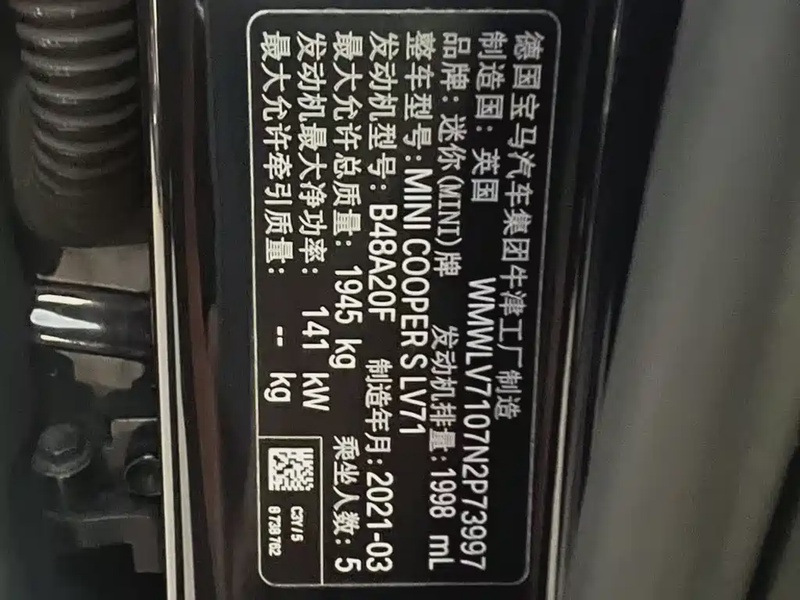 德国宝马汽车集团牛津工厂制造
制造国：英国 WMWLV7107N2P73997
品牌：迷你(MINI)牌 发动机排量：1998 mL
整车型号：MINI COOPER S LV71
发动机型号：B48A20F 制造年月：2021-03
最大允许总质量：1945 kg 乘坐人数：5
发动机最大净功率：141 kW
最大允许牵引质量：-- kg
C3Y/5
8738762